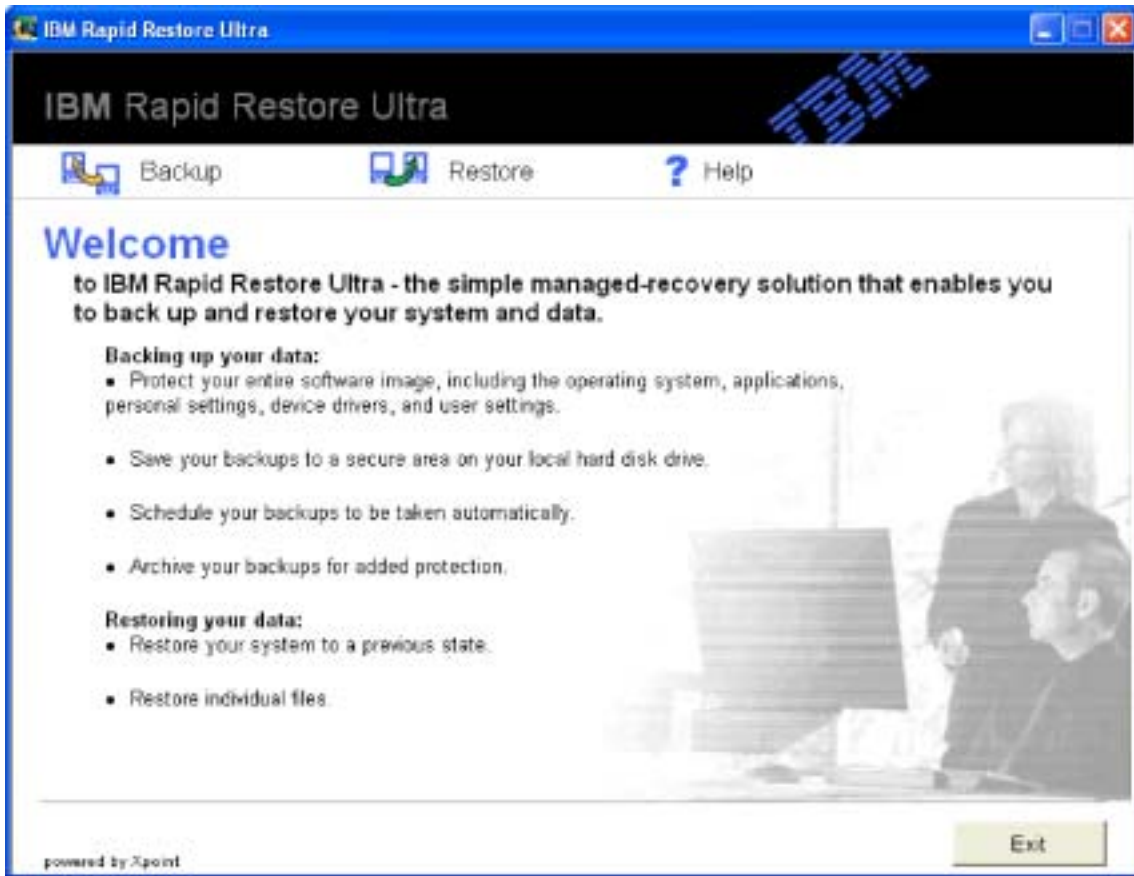 IBM Rapid Restore Ultra
IBM Rapid Restore Ultra
IBM
Backup
Restore
? Help
Welcome
to IBM Rapid Restore Ultra - the simple managed-recovery solution that enables you
to back up and restore your system and data.
Backing up your data:
• Protect your entire software image, including the operating system, applications,
personal settings, device drivers, and user settings.
• Save your backups to a secure area on your local hard disk drive.
• Schedule your backups to be taken automatically.
• Archive your backups for added protection.
Restoring your data:
• Restore your system to a previous state.
• Restore individual files.
powered by Xpoint
Exit